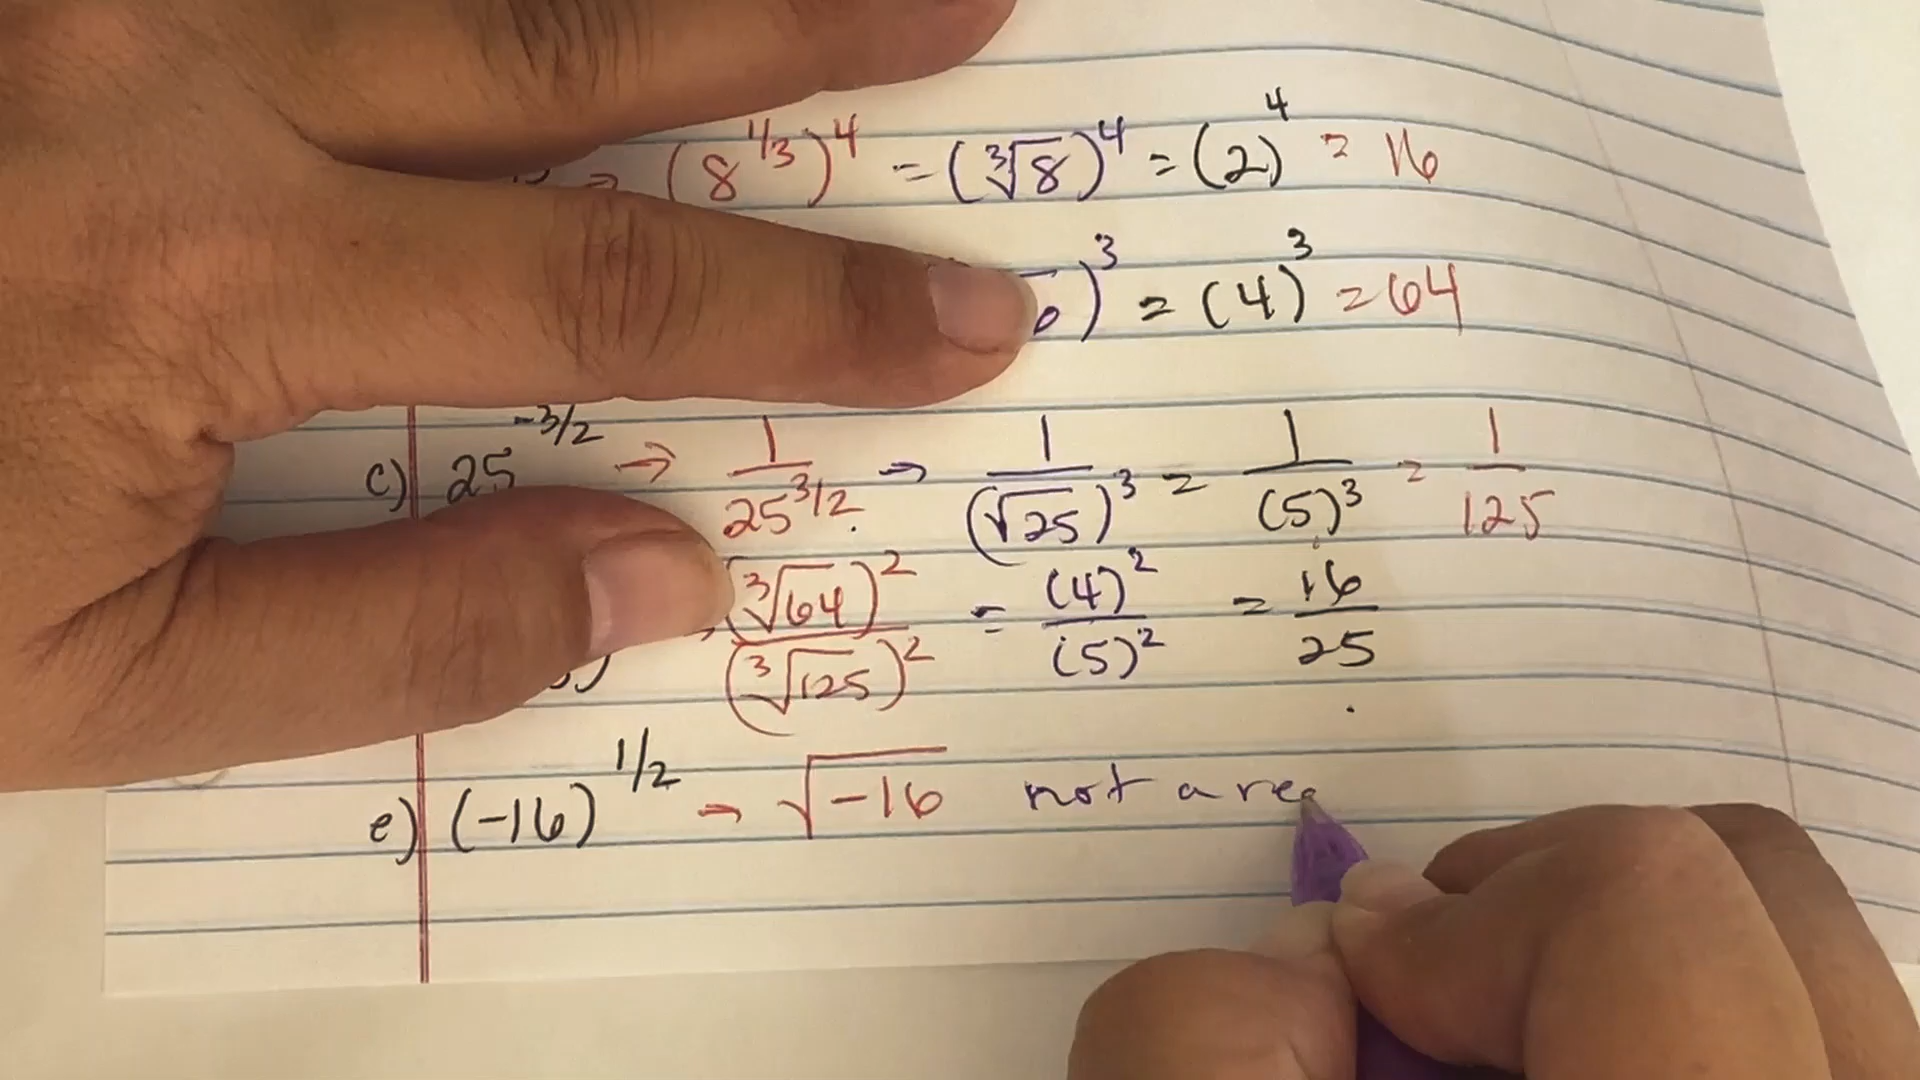 (8^1/3)^4 = (∛8)^4 = (2)^4 = 16
)^3 = (4)^3 = 64
c) 25^-3/2 → 1/25^3/2 → 1/(√25)^3 = 1/(5)^3 = 1/125
(∛64)^2/(∛125)^2 = (4)^2/(5)^2 = 16/25
e) (-16)^1/2 → √-16 not a rea